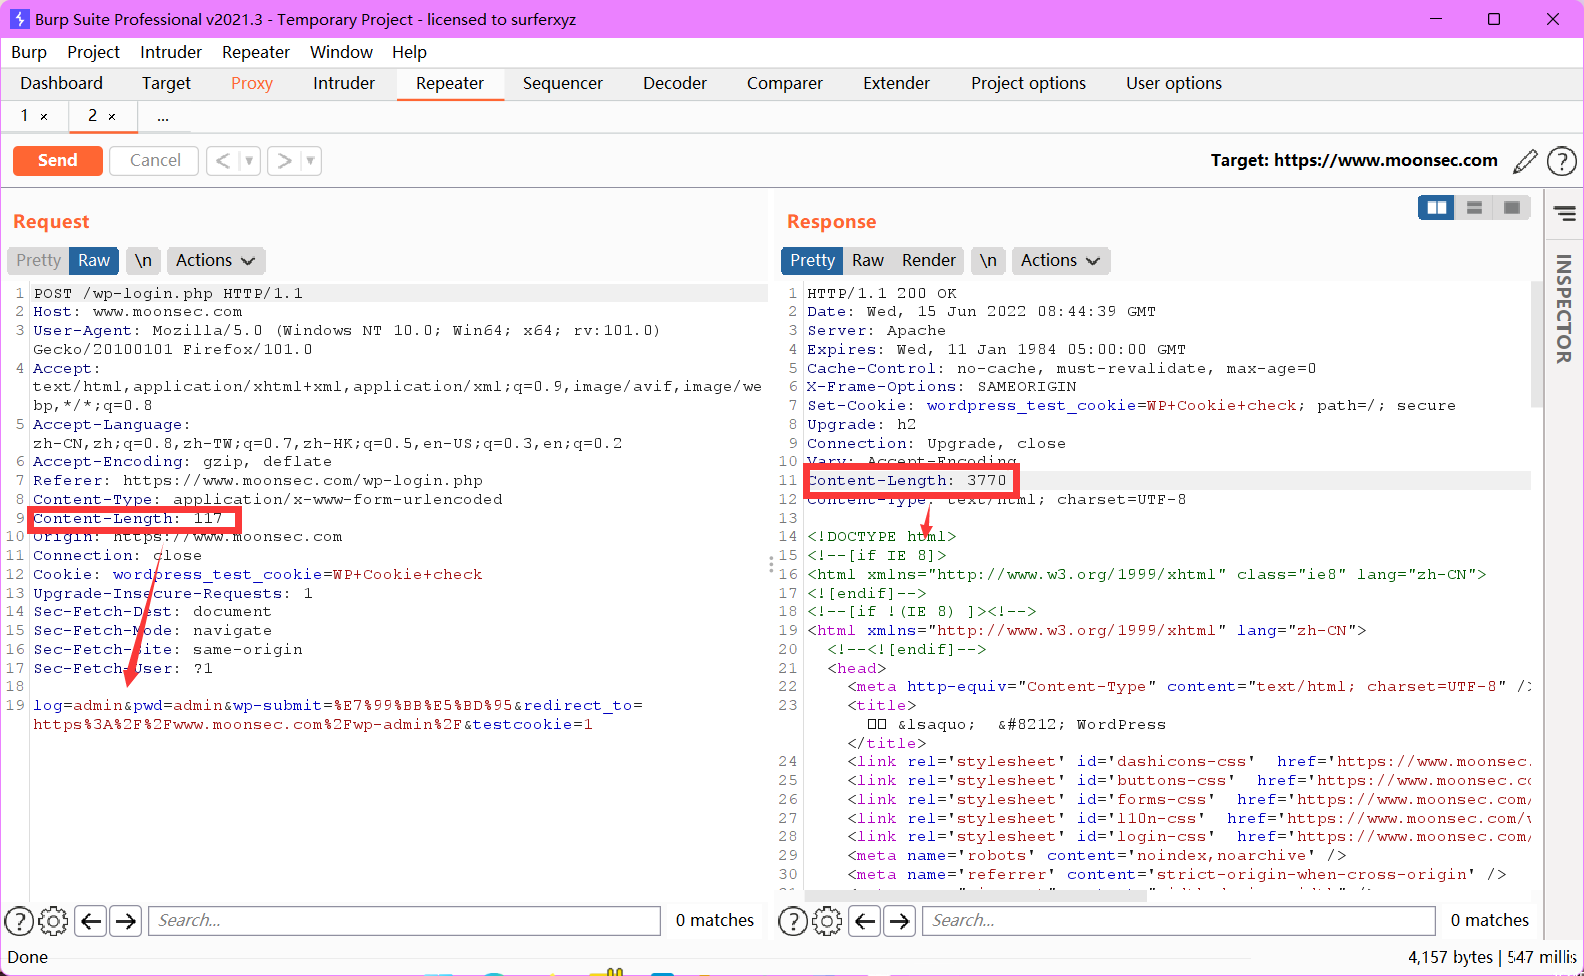 Burp Suite Professional v2021.3 - Temporary Project - licensed to surferxyz
Burp Project Intruder Repeater Window Help
Dashboard Target Proxy Intruder Repeater Sequencer Decoder Comparer Extender Project options User options
1 × 2 × ...
Send Cancel < > Target: https://www.moonsec.com ?
Request
Pretty Raw \n Actions
1 POST /wp-login.php HTTP/1.1
2 Host: www.moonsec.com
3 User-Agent: Mozilla/5.0 (Windows NT 10.0; Win64; x64; rv:101.0)
Gecko/20100101 Firefox/101.0
4 Accept:
text/html,application/xhtml+xml,application/xml;q=0.9,image/avif,image/we
bp,*/*;q=0.8
5 Accept-Language:
zh-CN,zh;q=0.8,zh-TW;q=0.7,zh-HK;q=0.5,en-US;q=0.3,en;q=0.2
6 Accept-Encoding: gzip, deflate
7 Referer: https://www.moonsec.com/wp-login.php
8 Content-Type: application/x-www-form-urlencoded
9 Content-Length: 117
10 Origin: https://www.moonsec.com
11 Connection: close
12 Cookie: wordpress_test_cookie=WP+Cookie+check
13 Upgrade-Insecure-Requests: 1
14 Sec-Fetch-Dest: document
15 Sec-Fetch-Mode: navigate
16 Sec-Fetch-Site: same-origin
17 Sec-Fetch-User: ?1
18
19 log=admin&pwd=admin&wp-submit=%E7%99%BB%E5%BD%95&redirect_to=
https%3A%2F%2Fwww.moonsec.com%2Fwp-admin%2F&testcookie=1
? Search... 0 matches
Response
Pretty Raw Render \n Actions
1 HTTP/1.1 200 OK
2 Date: Wed, 15 Jun 2022 08:44:39 GMT
3 Server: Apache
4 Expires: Wed, 11 Jan 1984 05:00:00 GMT
5 Cache-Control: no-cache, must-revalidate, max-age=0
6 X-Frame-Options: SAMEORIGIN
7 Set-Cookie: wordpress_test_cookie=WP+Cookie+check; path=/; secure
8 Upgrade: h2
9 Connection: Upgrade, close
10 Vary: Accept-Encoding
11 Content-Length: 3770
12 Content-Type: text/html; charset=UTF-8
13
14 <!DOCTYPE html>
15 <!--[if IE 8]>
16 <html xmlns="http://www.w3.org/1999/xhtml" class="ie8" lang="zh-CN">
17 <![endif]-->
18 <!--[if !(IE 8) ]><!-->
19 <html xmlns="http://www.w3.org/1999/xhtml" lang="zh-CN">
20 <!--<![endif]-->
21 <head>
22 <meta http-equiv="Content-Type" content="text/html; charset=UTF-8" />
23 <title>
&lsaquo; &#8212; WordPress
</title>
24 <link rel='stylesheet' id='dashicons-css' href='https://www.moonsec.
25 <link rel='stylesheet' id='buttons-css' href='https://www.moonsec.co
26 <link rel='stylesheet' id='forms-css' href='https://www.moonsec.com/
27 <link rel='stylesheet' id='l10n-css' href='https://www.moonsec.com/
28 <link rel='stylesheet' id='login-css' href='https://www.moonsec.com/
29 <meta name='robots' content='noindex,noarchive' />
30 <meta name='referrer' content='strict-origin-when-cross-origin' />
? Search... 0 matches
INSPECTOR
Done
4,157 bytes | 547 millis